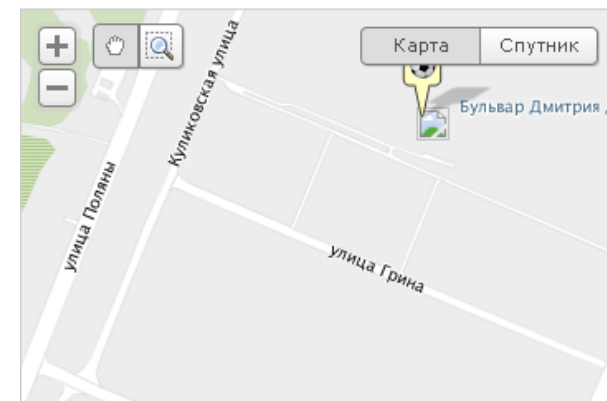 Карта
Спутник
Куликовская улица
Бульвар Дмитрия
улица Поляны
улица Грина